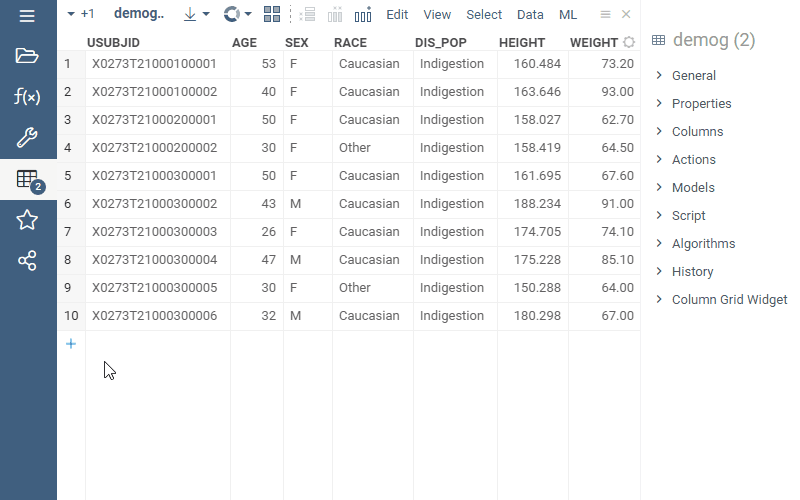 +1 demog.. Edit View Select Data ML
demog (2)
USUBJID AGE SEX RACE DIS_POP HEIGHT WEIGHT
1 X0273T21000100001 53 F Caucasian Indigestion 160.484 73.20
2 X0273T21000100002 40 F Caucasian Indigestion 163.646 93.00
3 X0273T21000200001 50 F Caucasian Indigestion 158.027 62.70
4 X0273T21000200002 30 F Other Indigestion 158.419 64.50
5 X0273T21000300001 50 F Caucasian Indigestion 161.695 67.60
6 X0273T21000300002 43 M Caucasian Indigestion 188.234 91.00
7 X0273T21000300003 26 F Caucasian Indigestion 174.705 74.10
8 X0273T21000300004 47 M Caucasian Indigestion 175.228 85.10
9 X0273T21000300005 30 F Other Indigestion 150.288 64.00
10 X0273T21000300006 32 M Caucasian Indigestion 180.298 67.00
+
f(x)
2
General
Properties
Columns
Actions
Models
Script
Algorithms
History
Column Grid Widget